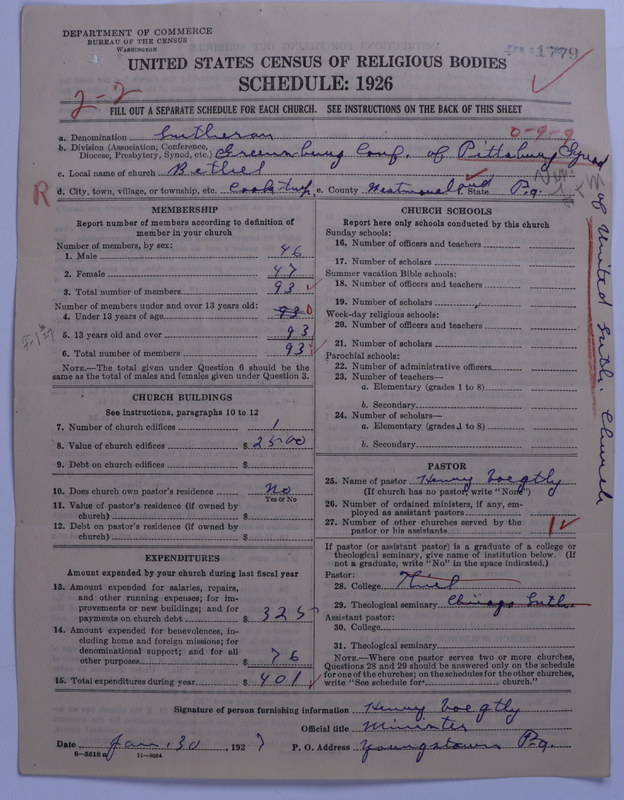 DEPARTMENT OF COMMERCE
BUREAU OF THE CENSUS
WASHINGTON
1779
UNITED STATES CENSUS OF RELIGIOUS BODIES
SCHEDULE: 1926
2-2
FILL OUT A SEPARATE SCHEDULE FOR EACH CHURCH. SEE INSTRUCTIONS ON THE BACK OF THIS SHEET
a. Denomination Lutheran
0-9-9
b. Division (Association, Conference, Diocese, Presbytery, Synod, etc.) Greensburg Conf. of Pittsburg Synod
of United Luth. Church
c. Local name of church Bethel
R
d. City, town, village, or township, etc. Cook twp. e. County Westmoreland f. State Pa.
MEMBERSHIP
Report number of members according to definition of
member in your church
Number of members, by sex:
1. Male 46
2. Female 47
3. Total number of members 93
Number of members under and over 13 years old:
4. Under 13 years of age 93 0
5. 13 years old and over 93
6. Total number of members 93
NOTE.—The total given under Question 6 should be
same as the total of males and females given under Question 3.
CHURCH BUILDINGS
See instructions, paragraphs 10 to 12
7. Number of church edifices 1
8. Value of church edifices $ 2500
9. Debt on church edifices $
10. Does church own pastor's residence No
Yes or No
11. Value of pastor's residence (if owned by
church) $
12. Debt on pastor's residence (if owned by
church) $
EXPENDITURES
Amount expended by your church during last fiscal year
13. Amount expended for salaries, repairs,
and other running expenses; for im-
provements or new buildings; and for
payments on church debt $ 325
14. Amount expended for benevolences, in-
cluding home and foreign missions; for
denominational support; and for all
other purposes $ 76
15. Total expenditures during year $ 401
CHURCH SCHOOLS
Report here only schools conducted by this church
Sunday schools:
16. Number of officers and teachers
17. Number of scholars
Summer vacation Bible schools:
18. Number of officers and teachers
19. Number of scholars
Week-day religious schools:
20. Number of officers and teachers
21. Number of scholars
Parochial schools:
22. Number of administrative officers
23. Number of teachers—
a. Elementary (grades 1 to 8)
b. Secondary
24. Number of scholars—
a. Elementary (grades 1 to 8)
b. Secondary
PASTOR
25. Name of pastor Henry Voegtly
(If church has no pastor, write "None")
26. Number of ordained ministers, if any, em-
ployed as assistant pastors
27. Number of other churches served by the
pastor or his assistants 1
If pastor (or assistant pastor) is a graduate of a college or
theological seminary, give name of institution below. (If
not a graduate, write "No" in the space indicated.)
Pastor:
28. College Thiel
29. Theological seminary Chicago Luth.
Assistant pastor:
30. College
31. Theological seminary
NOTE.—Where one pastor serves two or more churches,
Questions 28 and 29 should be answered only on the schedule
for one of the churches; on the schedules for the other churches,
write "See schedule for church."
Signature of person furnishing information Henry Voegtly
Official title Minister
Date Jan. 30, 1927 P. O. Address Youngstown Pa.
8—5518a 11—9034